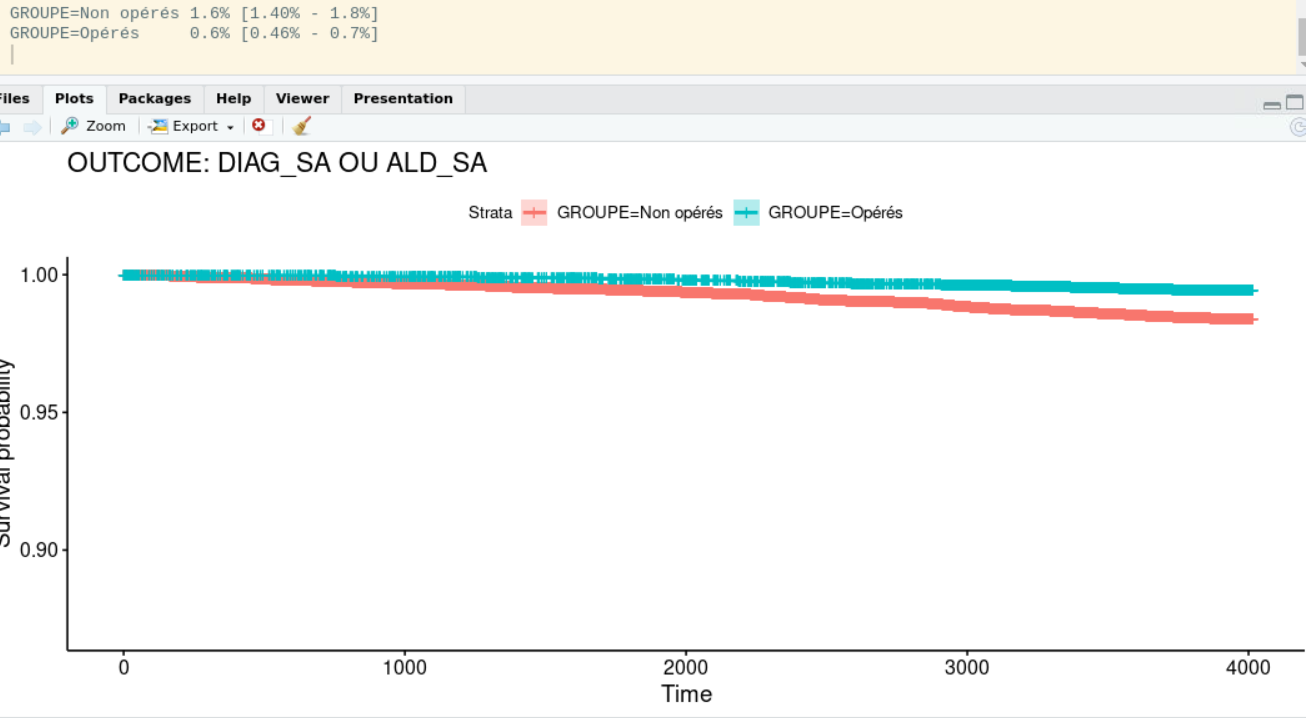 GROUPE=Non opérés 1.6% [1.40% - 1.8%]
GROUPE=Opérés 0.6% [0.46% - 0.7%]
Files Plots Packages Help Viewer Presentation
Zoom Export
OUTCOME: DIAG_SA OU ALD_SA
Strata GROUPE=Non opérés GROUPE=Opérés
1.00
0.95
0.90
Survival probability
0 1000 2000 3000 4000
Time